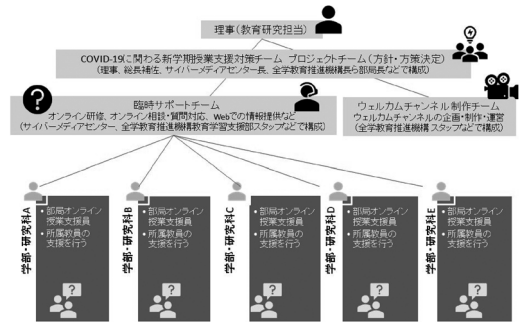 理事（教育研究担当）
COVID-19に関わる新学期授業支援対策チーム プロジェクトチーム（方針・方策決定）
（理事、総長補佐、サイバーメディアセンター長、全学教育推進機構長ら部局長などで構成）
臨時サポートチーム
オンライン研修、オンライン相談・質問対応、Webでの情報提供など
（サイバーメディアセンター、全学教育推進機構教育学習支援部スタッフなどで構成）
ウェルカムチャンネル制作チーム
ウェルカムチャンネルの企画・制作・運営
（全学教育推進機構スタッフなどで構成）
学部・研究科A
• 部局オンライン
授業支援員
• 所属教員の
支援を行う
学部・研究科B
• 部局オンライン
授業支援員
• 所属教員の
支援を行う
学部・研究科C
• 部局オンライン
授業支援員
• 所属教員の
支援を行う
学部・研究科D
• 部局オンライン
授業支援員
• 所属教員の
支援を行う
学部・研究科E
• 部局オンライン
授業支援員
• 所属教員の
支援を行う